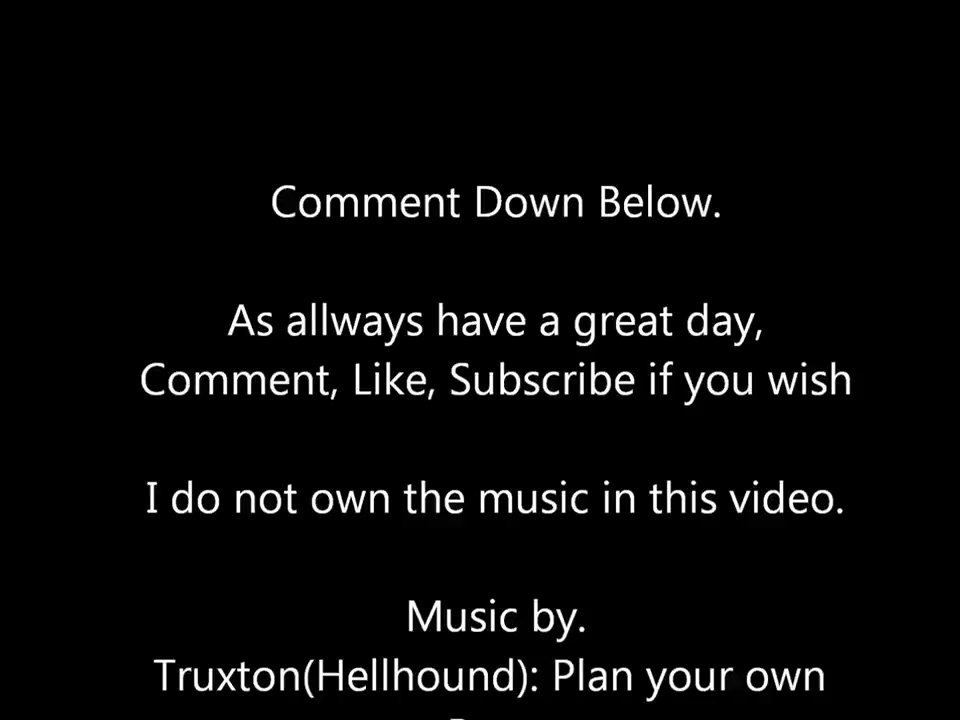 Comment Down Below.
As allways have a great day,
Comment, Like, Subscribe if you wish
I do not own the music in this video.
Music by.
Truxton(Hellhound): Plan your own